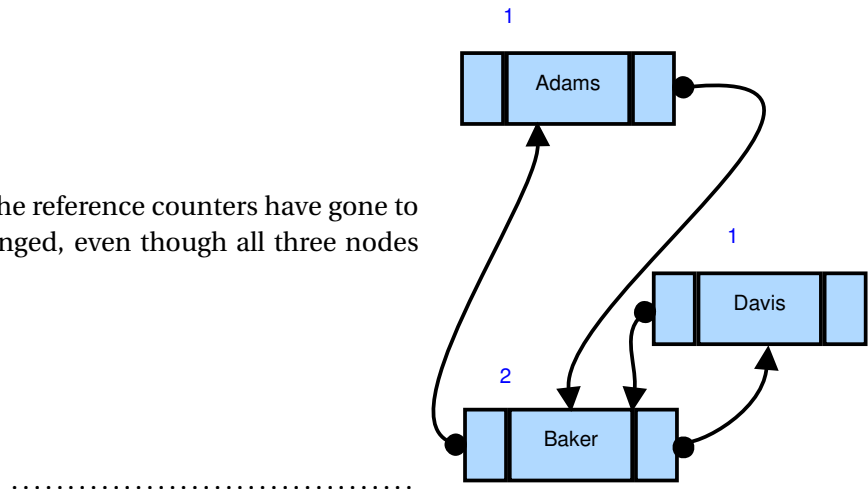 1
Adams
he reference counters have gone to
nged, even though all three nodes
1
Davis
2
Baker
....................................